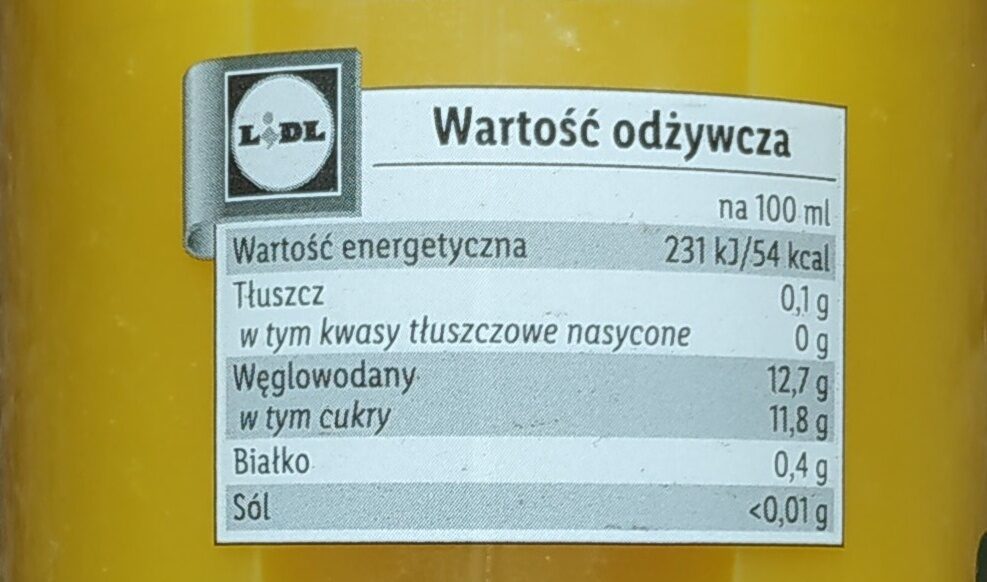 LIDL
Wartość odżywcza
na 100 ml
Wartość energetyczna 231 kJ/54 kcal
Tłuszcz 0,1 g
w tym kwasy tłuszczowe nasycone 0 g
Węglowodany 12,7 g
w tym cukry 11,8 g
Białko 0,4 g
Sól <0,01 g